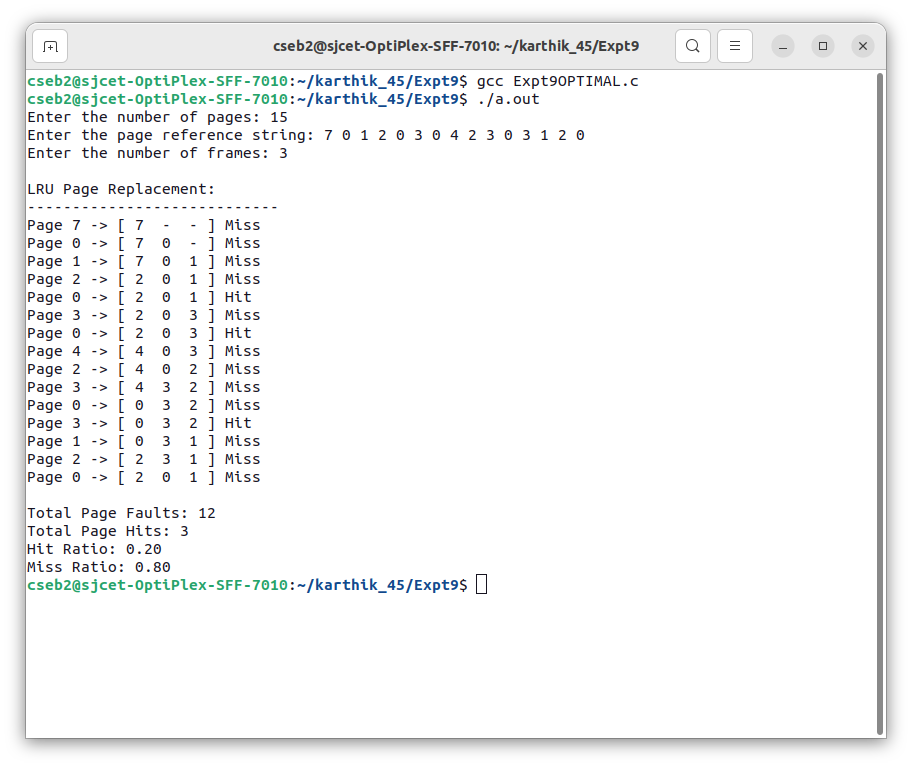 cseb2@sjcet-OptiPlex-SFF-7010: ~/karthik_45/Expt9
cseb2@sjcet-OptiPlex-SFF-7010:~/karthik_45/Expt9$ gcc Expt9OPTIMAL.c
cseb2@sjcet-OptiPlex-SFF-7010:~/karthik_45/Expt9$ ./a.out
Enter the number of pages: 15
Enter the page reference string: 7 0 1 2 0 3 0 4 2 3 0 3 1 2 0
Enter the number of frames: 3
LRU Page Replacement:
----------------------------
Page 7 -> [ 7  -  - ] Miss
Page 0 -> [ 7  0  - ] Miss
Page 1 -> [ 7  0  1 ] Miss
Page 2 -> [ 2  0  1 ] Miss
Page 0 -> [ 2  0  1 ] Hit
Page 3 -> [ 2  0  3 ] Miss
Page 0 -> [ 2  0  3 ] Hit
Page 4 -> [ 4  0  3 ] Miss
Page 2 -> [ 4  0  2 ] Miss
Page 3 -> [ 4  3  2 ] Miss
Page 0 -> [ 0  3  2 ] Miss
Page 3 -> [ 0  3  2 ] Hit
Page 1 -> [ 0  3  1 ] Miss
Page 2 -> [ 2  3  1 ] Miss
Page 0 -> [ 2  0  1 ] Miss
Total Page Faults: 12
Total Page Hits: 3
Hit Ratio: 0.20
Miss Ratio: 0.80
cseb2@sjcet-OptiPlex-SFF-7010:~/karthik_45/Expt9$